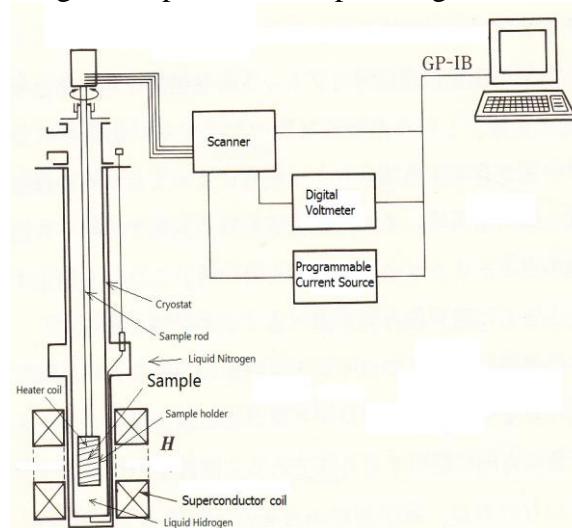 GP-IB
Scanner
Digital
Voltmeter
Programmable
Current Source
Cryostat
Sample rod
Liquid Nitrogen
Sample
Heater coil
Sample holder
H
Superconductor coil
Liquid Hidrogen